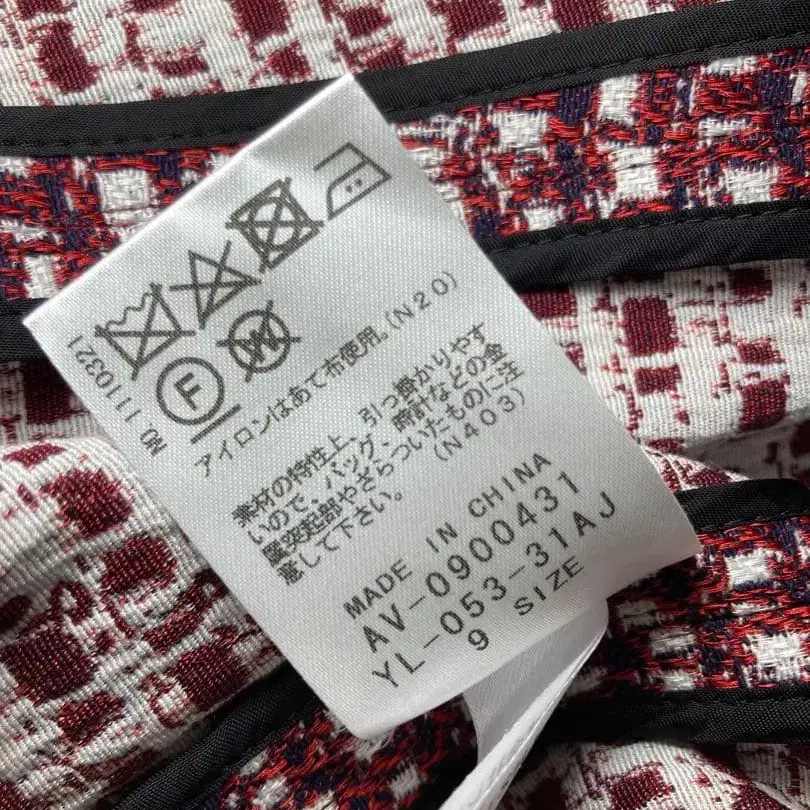 NO.1110321
F
W
アイロンはあて布使用。(N20)
素材の特性上、引っ掛かりやす
いので、バッグ、時計などの金
属突起部やざらついたものに注
意して下さい。 (N403)
MADE IN CHINA
AV-0900431
YL-053-31AJ
9 SIZE